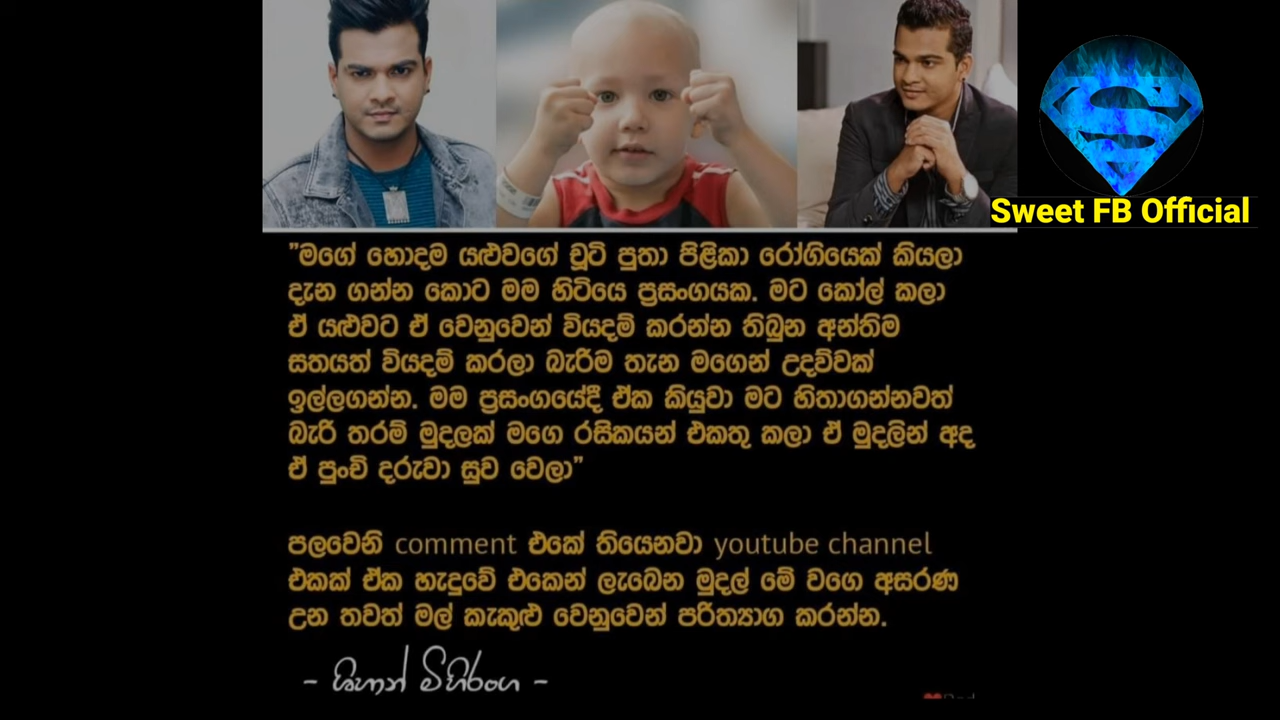 Sweet FB Official
"මගේ හොදම යළුවගේ චූටි පුතා පිළිකා රෝගියෙක් කියලා
දැන ගන්න කොට මම හිටියෙ ප්‍රසංගයක. මට කෝල් කලා
ඒ යළුවට ඒ වෙනුවෙන් වියදම් කරන්න තිබුන අන්තිම
සතයත් වියදම් කරලා බැරිම තැන මගෙන් උදව්වක්
ඉල්ලගන්න. මම ප්‍රසංගයේදී ඒක කියුවා මට හිතාගන්නවත්
බැරි තරම් මුදලක් මගෙ රසිකයන් එකතු කලා ඒ මුදලින් අද
ඒ පුංචි දරුවා සුව වෙලා"
පලවෙනි comment එකේ තියෙනවා youtube channel
එකක් ඒක හැදුවේ එකෙන් ලැබෙන මුදල් මේ වගෙ අසරණ
උන තවත් මල් කැකුළු වෙනුවෙන් පරිත්‍යාග කරන්න.
- ශිහාන් මිහිරංග -